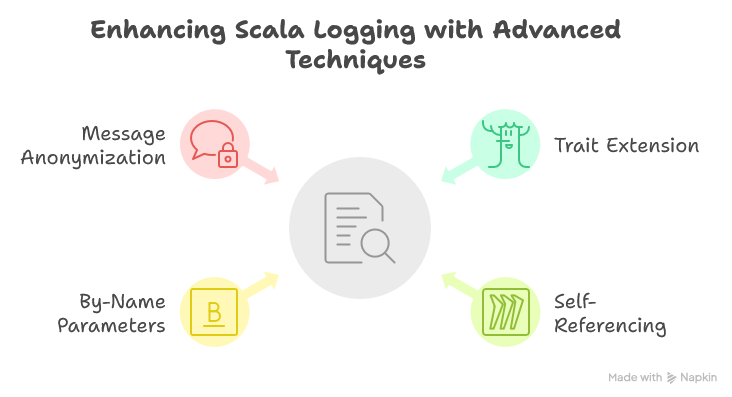 Enhancing Scala Logging with Advanced
Techniques
Message
Anonymization
Trait Extension
By-Name
Parameters
B
Self-
Referencing
Made with Napkin